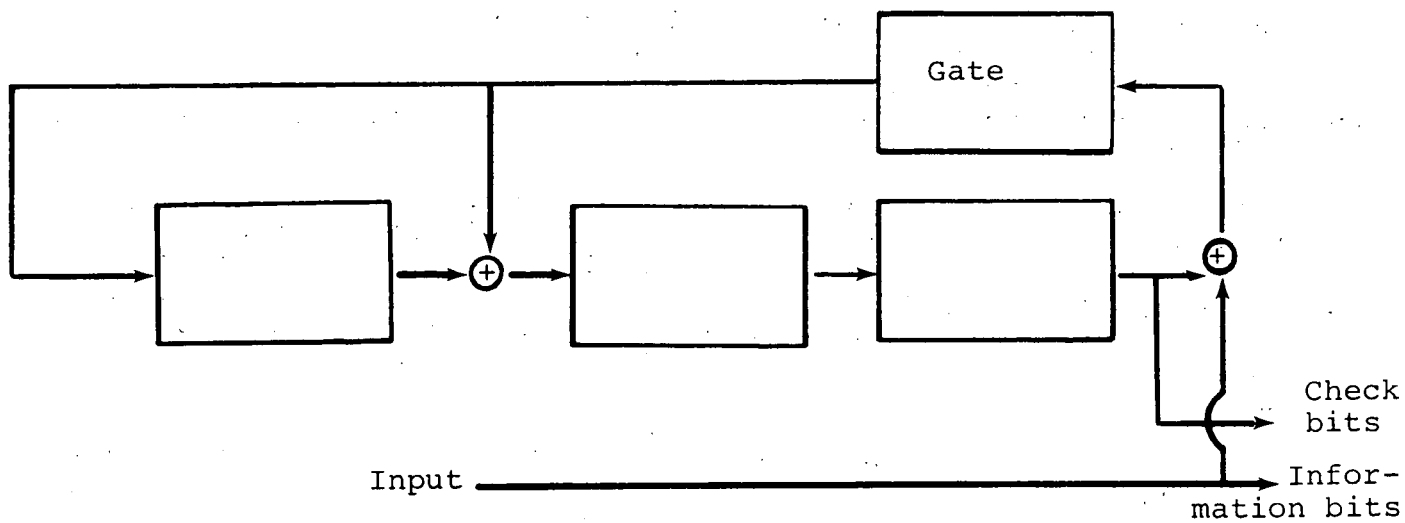 Gate
+
+
Check
bits
Input
Infor-
mation bits